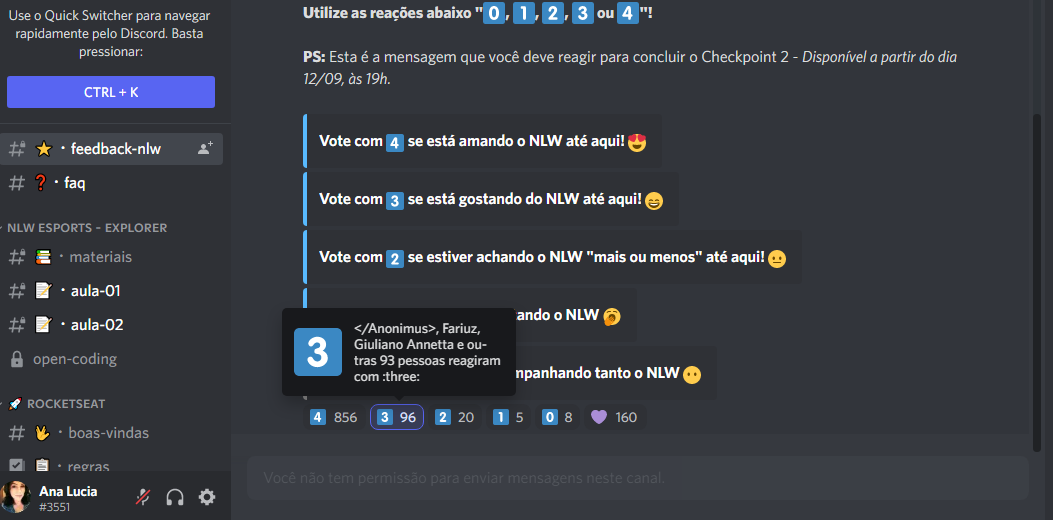 Use o Quick Switcher para navegar
rapidamente pelo Discord. Basta
pressionar:
CTRL + K
# ⭐ · feedback-nlw
# ❓ · faq
NLW ESPORTS - EXPLORER
# 📚 · materiais
# 📝 · aula-01
# 📝 · aula-02
open-coding
🚀 ROCKETSEAT
# 🖖 · boas-vindas
📋 · regras
Ana Lucia
#3551
Utilize as reações abaixo "0, 1, 2, 3 ou 4"!
PS: Esta é a mensagem que você deve reagir para concluir o Checkpoint 2 - Disponível a partir do dia
12/09, às 19h.
Vote com 4 se está amando o NLW até aqui! 😍
Vote com 3 se está gostando do NLW até aqui! 😄
Vote com 2 se estiver achando o NLW "mais ou menos" até aqui! 😐
ando o NLW 🥱
mpanhando tanto o NLW 😶
3
</Anonimus>, Fariuz,
Giuliano Annetta e ou-
tras 93 pessoas reagiram
com :three:
4 856 3 96 2 20 1 5 0 8 💜 160
Você não tem permissão para enviar mensagens neste canal.